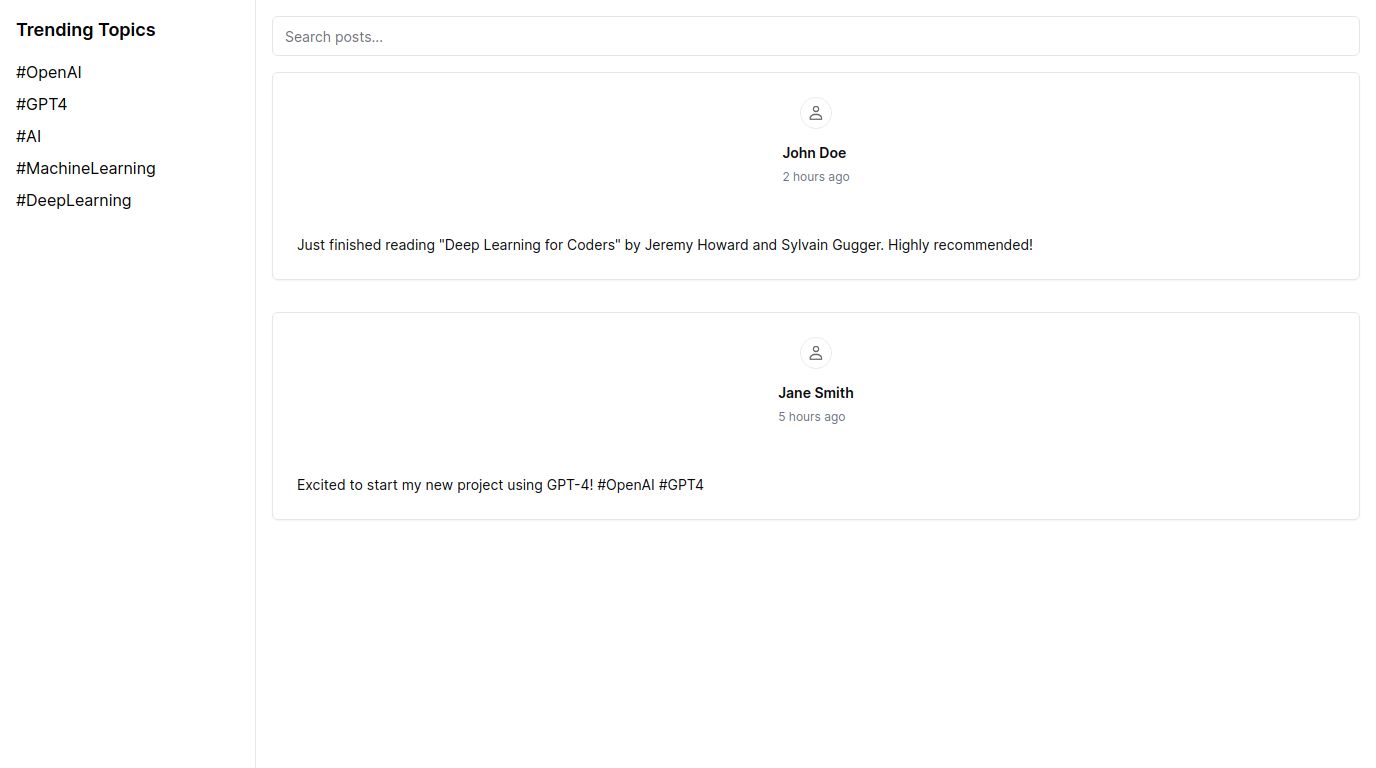 Trending Topics
#OpenAI
#GPT4
#AI
#MachineLearning
#DeepLearning
Search posts...
John Doe
2 hours ago
Just finished reading "Deep Learning for Coders" by Jeremy Howard and Sylvain Gugger. Highly recommended!
Jane Smith
5 hours ago
Excited to start my new project using GPT-4! #OpenAI #GPT4